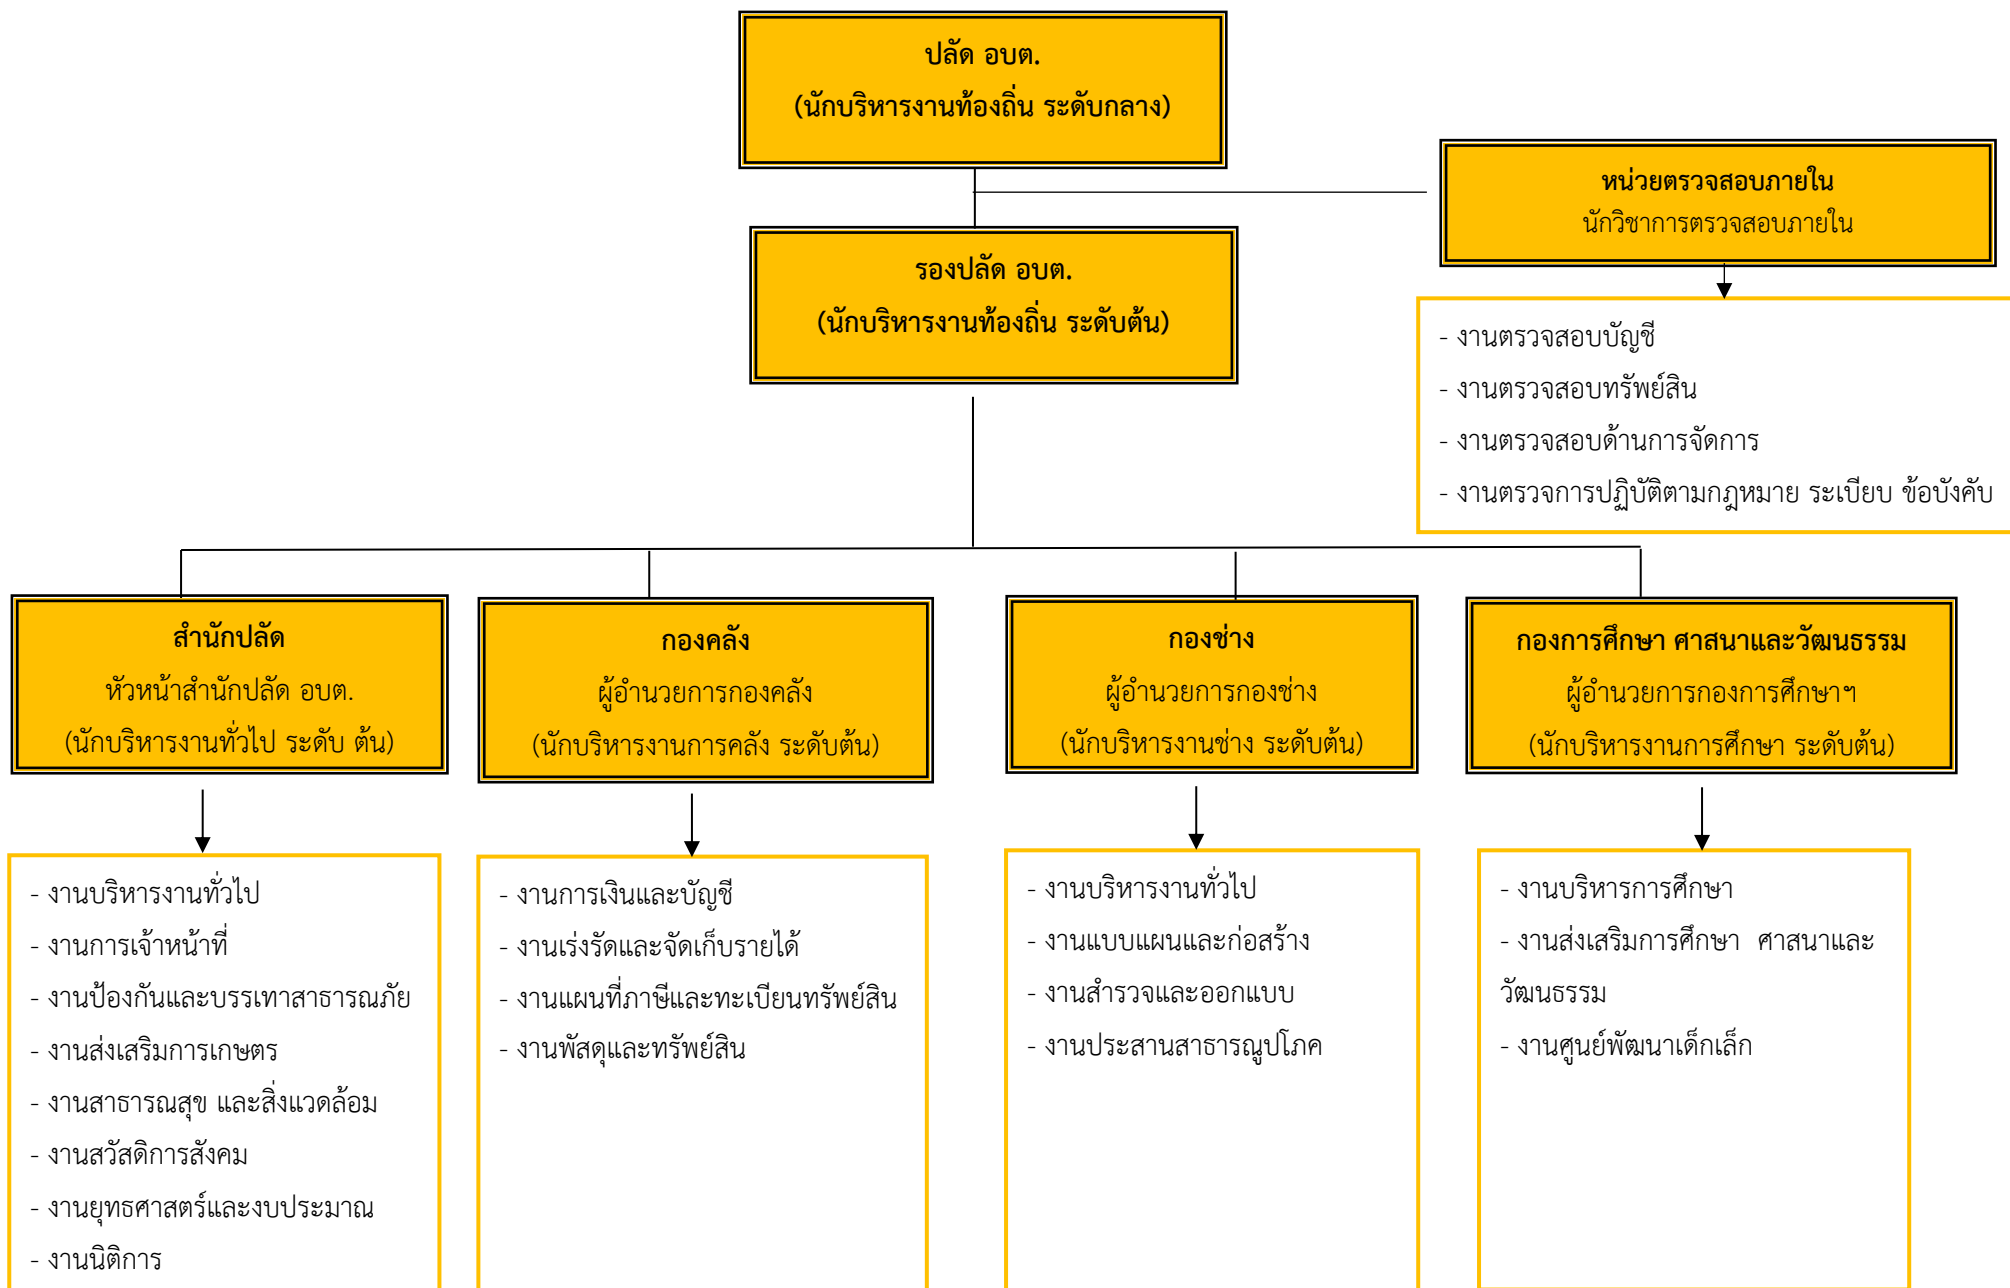 ปลัด อบต.
(นักบริหารงานท้องถิ่น ระดับกลาง)
หน่วยตรวจสอบภายใน
นักวิชาการตรวจสอบภายใน
รองปลัด อบต.
(นักบริหารงานท้องถิ่น ระดับต้น)
- งานตรวจสอบบัญชี
- งานตรวจสอบทรัพย์สิน
- งานตรวจสอบด้านการจัดการ
- งานตรวจการปฏิบัติตามกฎหมาย ระเบียบ ข้อบังคับ
สำนักปลัด
หัวหน้าสำนักปลัด อบต.
(นักบริหารงานทั่วไป ระดับ ต้น)
กองคลัง
ผู้อำนวยการกองคลัง
(นักบริหารงานการคลัง ระดับต้น)
กองช่าง
ผู้อำนวยการกองช่าง
(นักบริหารงานช่าง ระดับต้น)
กองการศึกษา ศาสนาและวัฒนธรรม
ผู้อำนวยการกองการศึกษาฯ
(นักบริหารงานการศึกษา ระดับต้น)
- งานบริหารงานทั่วไป
- งานการเจ้าหน้าที่
- งานป้องกันและบรรเทาสาธารณภัย
- งานส่งเสริมการเกษตร
- งานสาธารณสุข และสิ่งแวดล้อม
- งานสวัสดิการสังคม
- งานยุทธศาสตร์และงบประมาณ
- งานนิติการ
- งานการเงินและบัญชี
- งานเร่งรัดและจัดเก็บรายได้
- งานแผนที่ภาษีและทะเบียนทรัพย์สิน
- งานพัสดุและทรัพย์สิน
- งานบริหารงานทั่วไป
- งานแบบแผนและก่อสร้าง
- งานสำรวจและออกแบบ
- งานประสานสาธารณูปโภค
- งานบริหารการศึกษา
- งานส่งเสริมการศึกษา ศาสนาและ
วัฒนธรรม
- งานศูนย์พัฒนาเด็กเล็ก